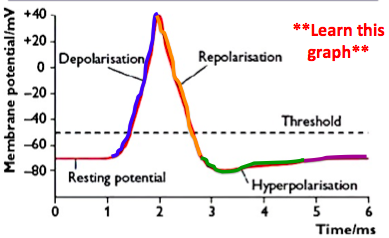 Membrane potential/mV
+40
+20
0
−20
−40
−60
−80
**Learn this
graph**
Depolarisation
Repolarisation
Threshold
Resting potential
Hyperpolarisation
0 1 2 3 4 5 6
Time/ms